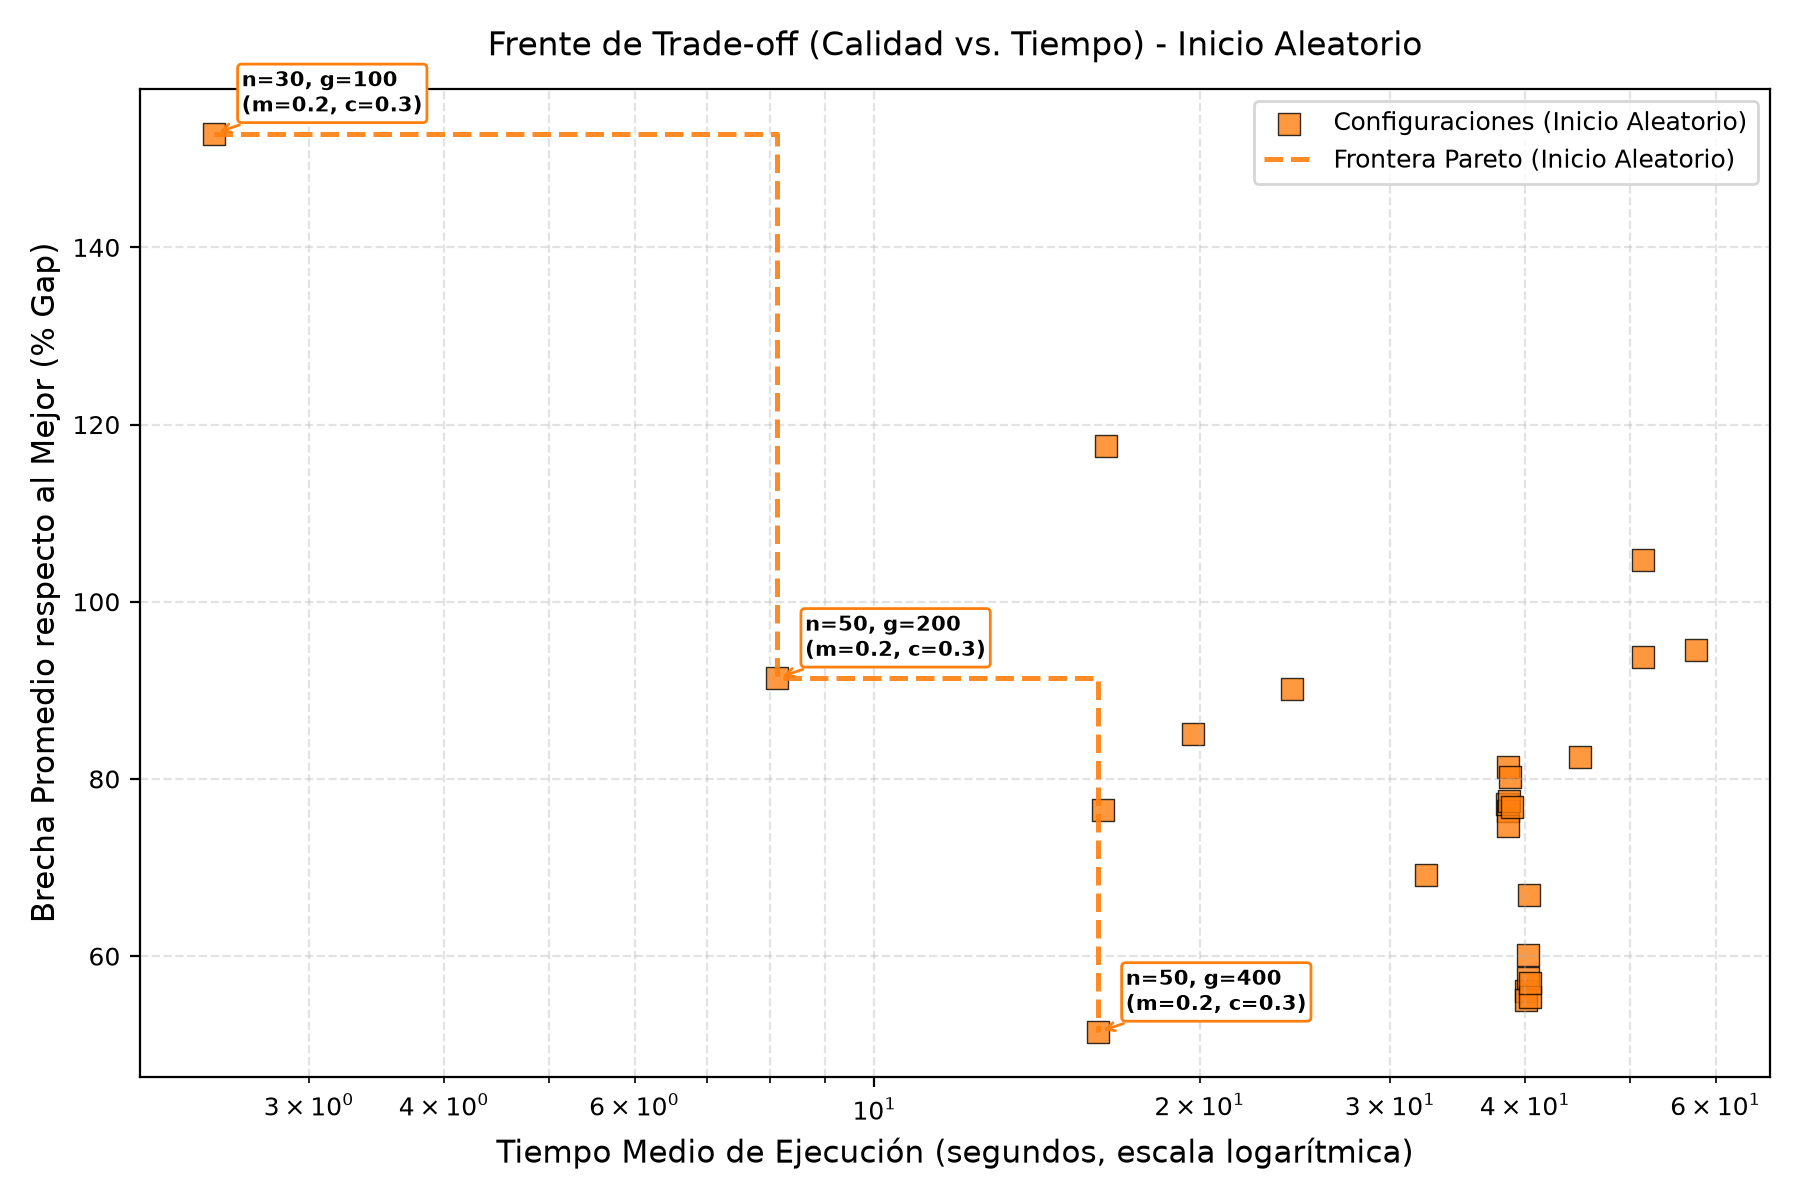 Frente de Trade-off (Calidad vs. Tiempo) - Inicio Aleatorio
n=30, g=100
(m=0.2, c=0.3)
Configuraciones (Inicio Aleatorio)
Frontera Pareto (Inicio Aleatorio)
Brecha Promedio respecto al Mejor (% Gap)
140
120
100
80
60
n=50, g=200
(m=0.2, c=0.3)
n=50, g=400
(m=0.2, c=0.3)
3 × 10⁰ 4 × 10⁰ 6 × 10⁰ 10¹ 2 × 10¹ 3 × 10¹ 4 × 10¹ 6 × 10¹
Tiempo Medio de Ejecución (segundos, escala logarítmica)